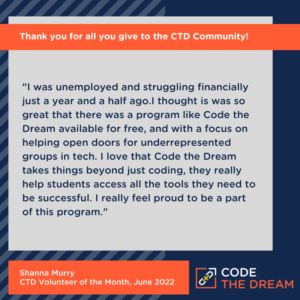 Thank you for all you give to the CTD Community!
"I was unemployed and struggling financially
just a year and a half ago.I thought is was so
great that there was a program like Code the
Dream available for free, and with a focus on
helping open doors for underrepresented
groups in tech. I love that Code the Dream
takes things beyond just coding, they really
help students access all the tools they need to
be successful. I really feel proud to be a part
of this program."
Shanna Murry
CTD Volunteer of the Month, June 2022
CODE
THE DREAM